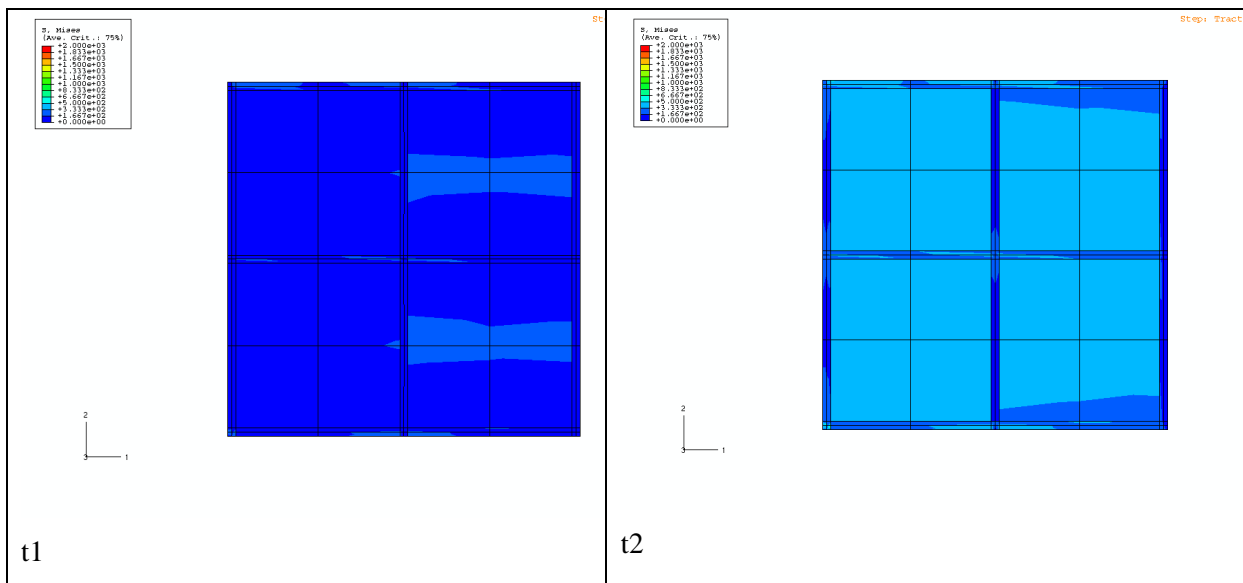 S, Mises
(Ave. Crit.: 75%)
+2.000e+03
+1.833e+03
+1.667e+03
+1.500e+03
+1.333e+03
+1.167e+03
+1.000e+03
+8.333e+02
+6.667e+02
+5.000e+02
+3.333e+02
+1.667e+02
+0.000e+00
St
2
3
1
t1
S, Mises
(Ave. Crit.: 75%)
+2.000e+03
+1.833e+03
+1.667e+03
+1.500e+03
+1.333e+03
+1.167e+03
+1.000e+03
+8.333e+02
+6.667e+02
+5.000e+02
+3.333e+02
+1.667e+02
+0.000e+00
Step: Tract
2
3
1
t2